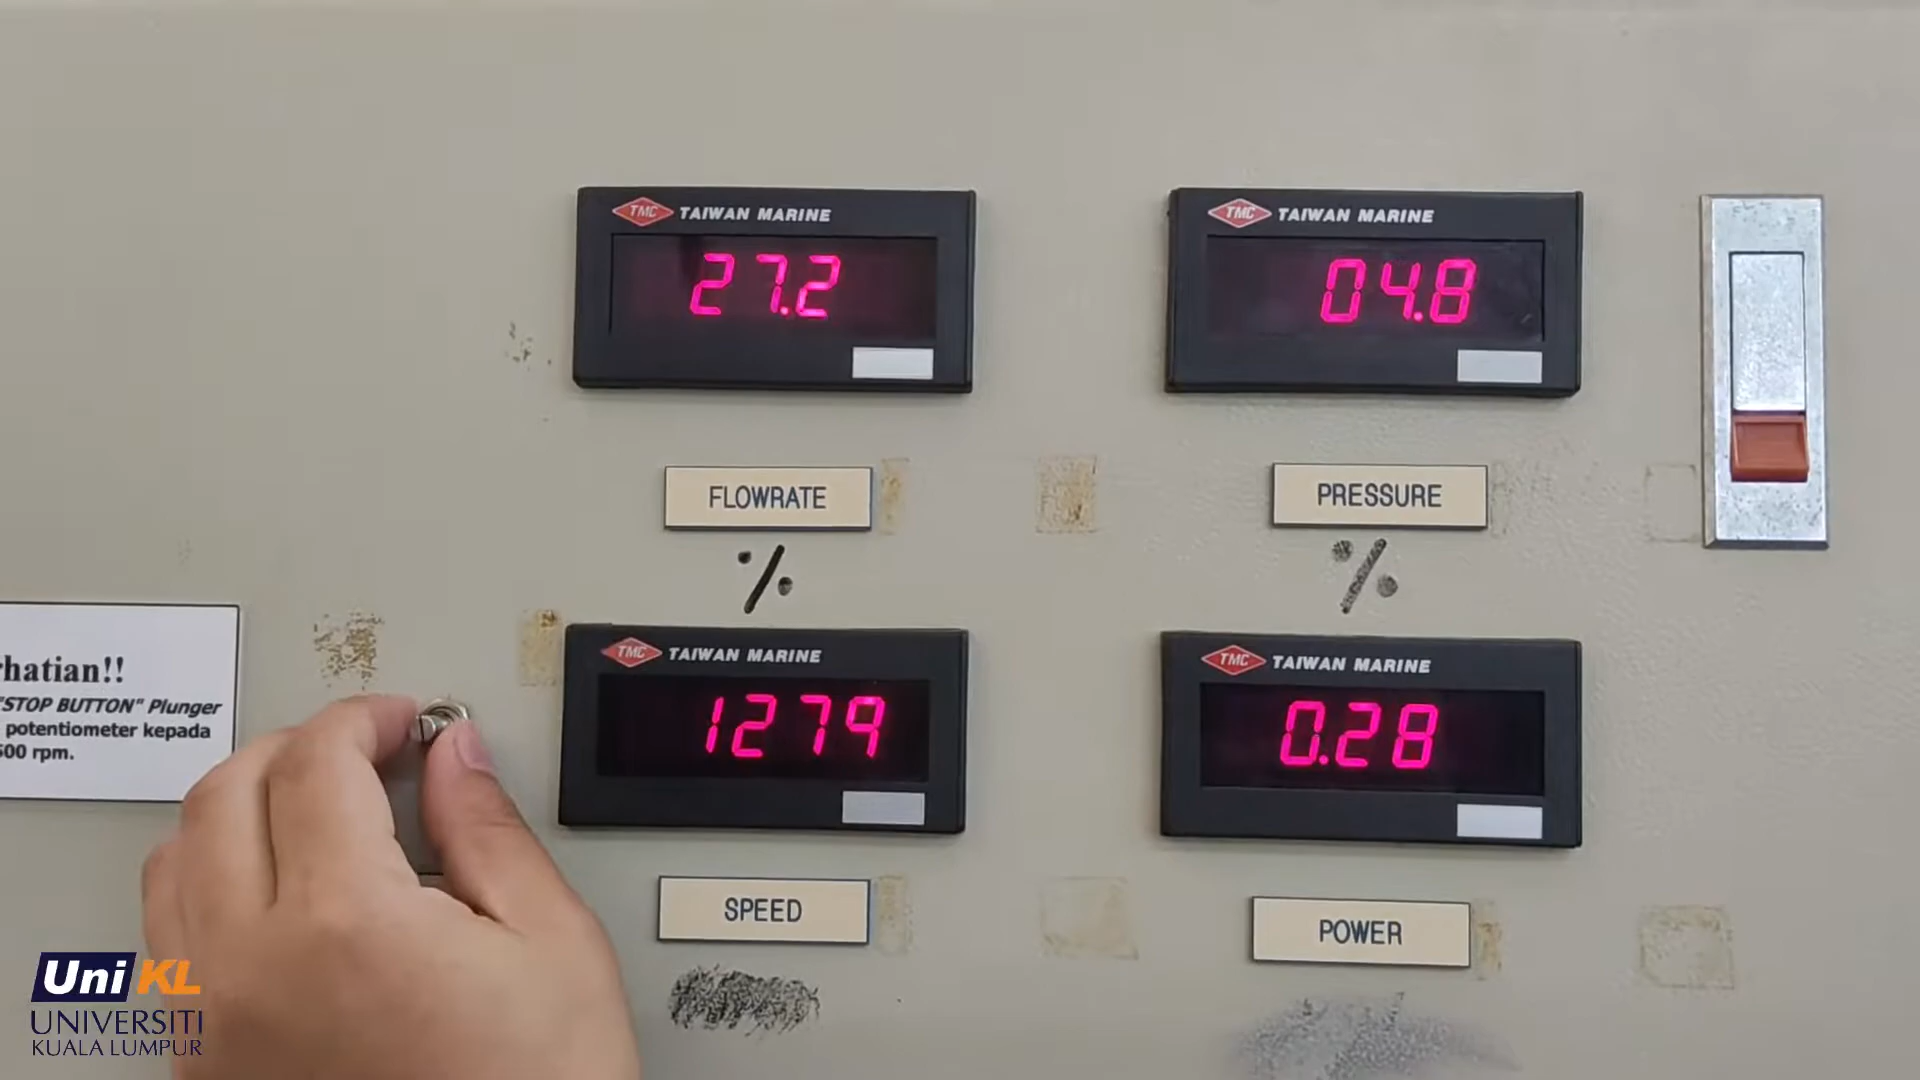 TMC TAIWAN MARINE
27.2
TMC TAIWAN MARINE
04.8
FLOWRATE
PRESSURE
%
%
TMC TAIWAN MARINE
1279
TMC TAIWAN MARINE
0.28
SPEED
POWER
hatian!!
"STOP BUTTON" Plunger
potentiometer kepada
500 rpm.
UniKL
UNIVERSITI
KUALA LUMPUR